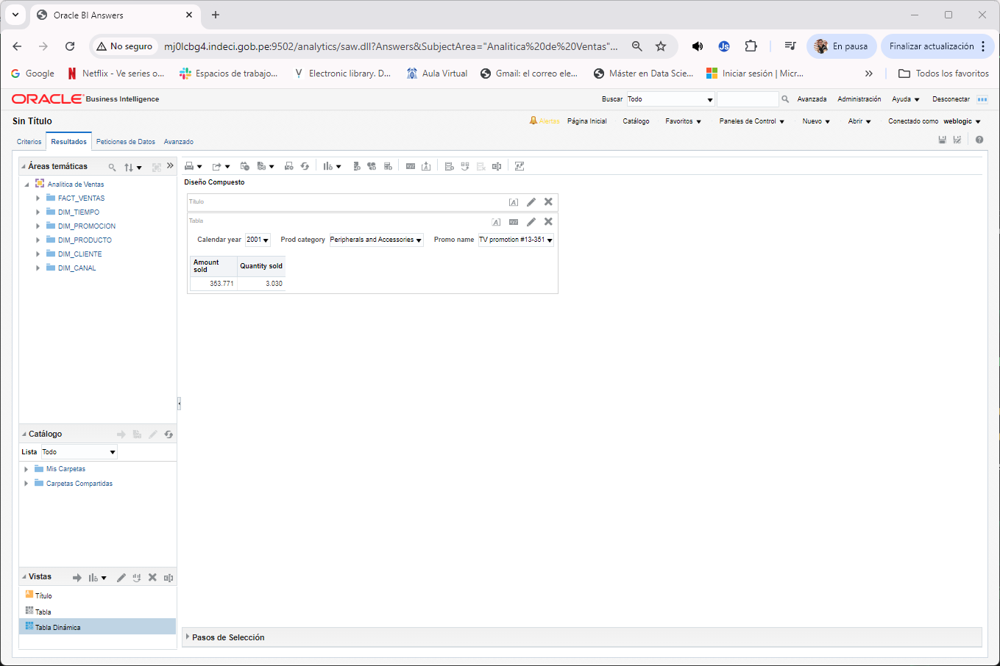 Oracle BI Answers
No seguro
mj0lcbg4.indeci.gob.pe:9502/analytics/saw.dll?Answers&SubjectArea="Analitica%20de%20Ventas"...
En pausa
Finalizar actualización
Google
Netflix - Ve series o...
Espacios de trabajo...
Electronic library. D...
Aula Virtual
Gmail: el correo ele...
Máster en Data Scie...
Iniciar sesión | Micr...
Todos los favoritos
ORACLE Business Intelligence
Buscar Todo
Avanzada
Administración
Ayuda
Desconectar
Sin Título
Alertas
Página Inicial
Catálogo
Favoritos
Paneles de Control
Nuevo
Abrir
Conectado como weblogic
Criterios
Resultados
Peticiones de Datos
Avanzado
Áreas temáticas
Analitica de Ventas
FACT_VENTAS
DIM_TIEMPO
DIM_PROMOCION
DIM_PRODUCTO
DIM_CLIENTE
DIM_CANAL
Catálogo
Lista Todo
Mis Carpetas
Carpetas Compartidas
Vistas
Título
Tabla
Tabla Dinámica
Diseño Compuesto
Título
Tabla
Calendar year 2001 Prod category Peripherals and Accessories Promo name TV promotion #13-351
Amount sold Quantity sold
353.771 3.030
Pasos de Selección